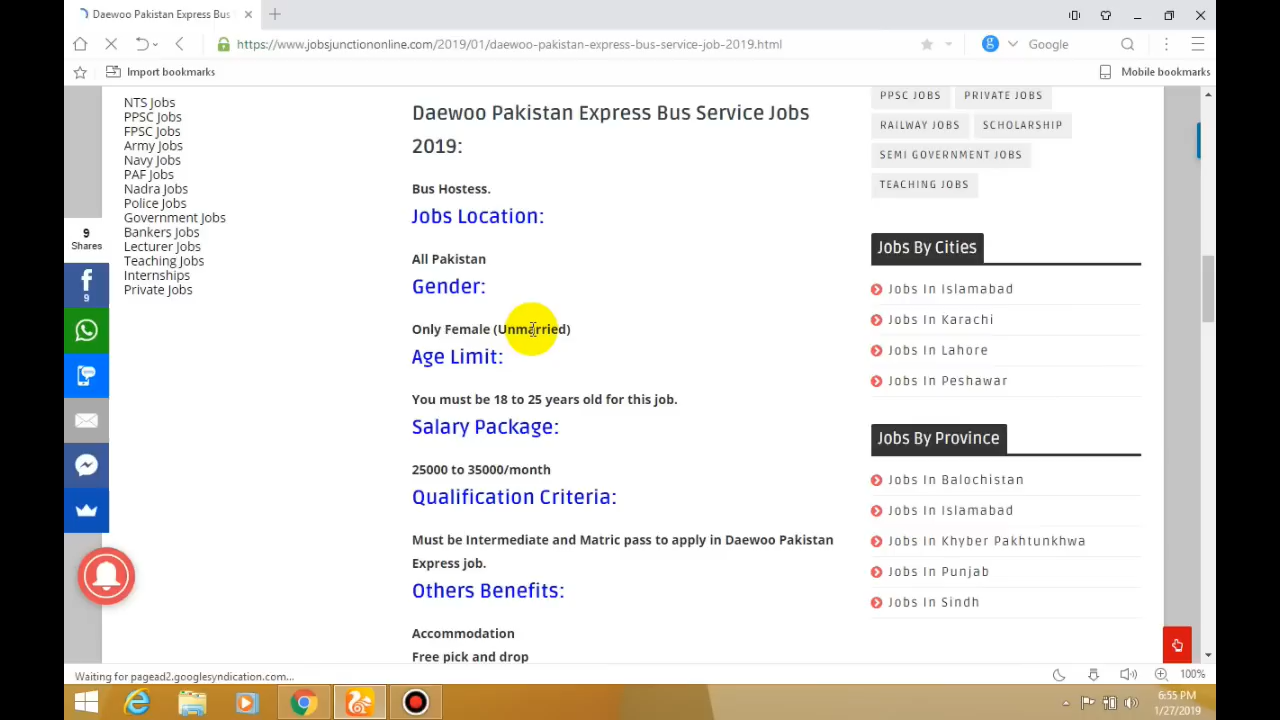 Daewoo Pakistan Express Bus
https://www.jobsjunctiononline.com/2019/01/daewoo-pakistan-express-bus-service-job-2019.html
Google
Import bookmarks
Mobile bookmarks
NTS Jobs
PPSC Jobs
FPSC Jobs
Army Jobs
Navy Jobs
PAF Jobs
Nadra Jobs
Police Jobs
Government Jobs
Bankers Jobs
Lecturer Jobs
Teaching Jobs
Internships
Private Jobs
9
Shares
9
Daewoo Pakistan Express Bus Service Jobs
2019:
Bus Hostess.
Jobs Location:
All Pakistan
Gender:
Only Female (Unmarried)
Age Limit:
You must be 18 to 25 years old for this job.
Salary Package:
25000 to 35000/month
Qualification Criteria:
Must be Intermediate and Matric pass to apply in Daewoo Pakistan
Express job.
Others Benefits:
Accommodation
Free pick and drop
PPSC JOBS
PRIVATE JOBS
RAILWAY JOBS
SCHOLARSHIP
SEMI GOVERNMENT JOBS
TEACHING JOBS
Jobs By Cities
Jobs In Islamabad
Jobs In Karachi
Jobs In Lahore
Jobs In Peshawar
Jobs By Province
Jobs In Balochistan
Jobs In Islamabad
Jobs In Khyber Pakhtunkhwa
Jobs In Punjab
Jobs In Sindh
Waiting for pagead2.googlesyndication.com...
100%
6:55 PM
1/27/2019